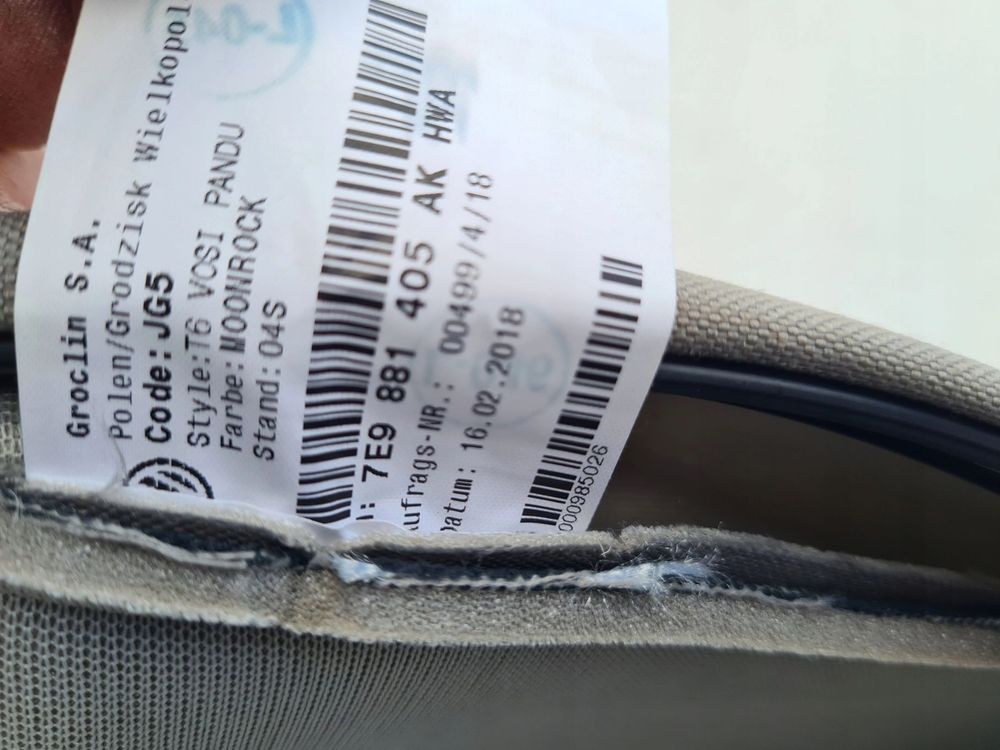 Groclin S.A.
Polen/Grodzisk Wielkopol
Code:JG5
Style:T6 VOSI PANDU
Farbe:MOONROCK
Stand:04S
: 7E9 881 405 AK HWA
Aufrags-NR.: 00499/4/18
Datum: 16.02.2018
000985026